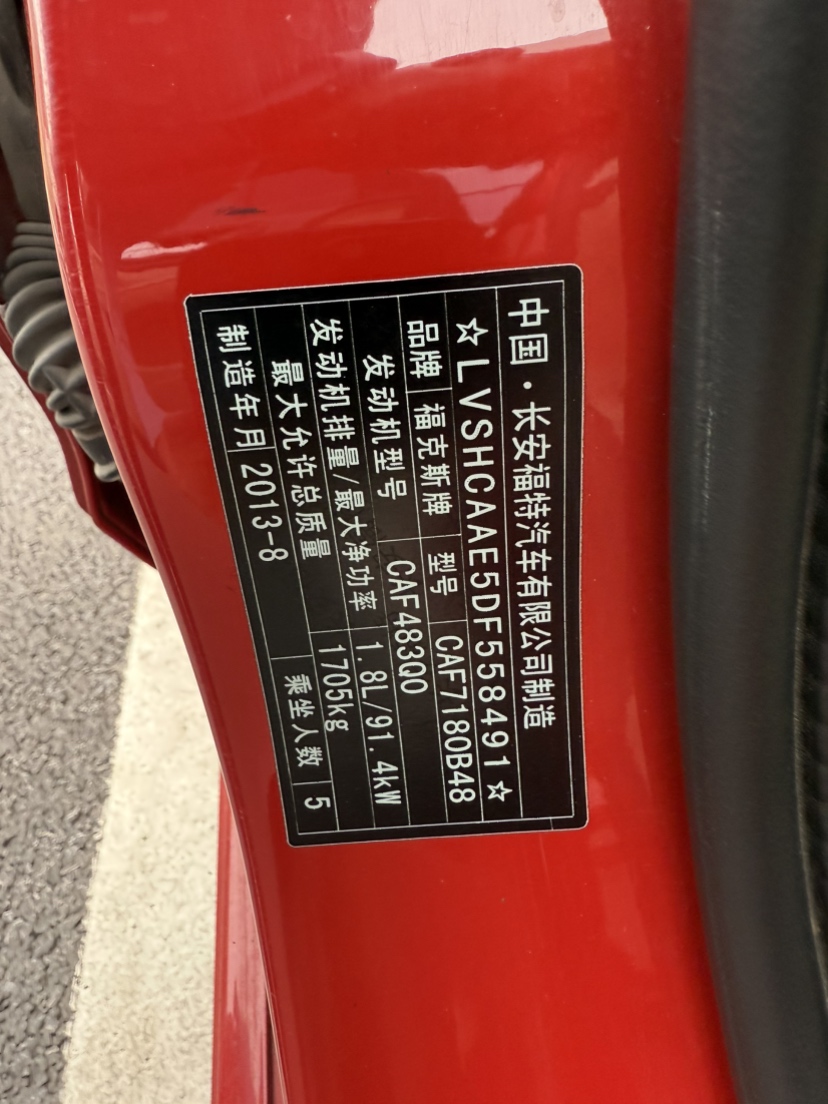 中国·长安福特汽车有限公司制造
☆LVSHCAAE5DF558491☆
品牌 福克斯牌 型号 CAF7180B48
发动机型号 CAF483Q0
发动机排量/最大净功率 1.8L/91.4kW
最大允许总质量 1705kg
制造年月 2013-8 乘坐人数 5